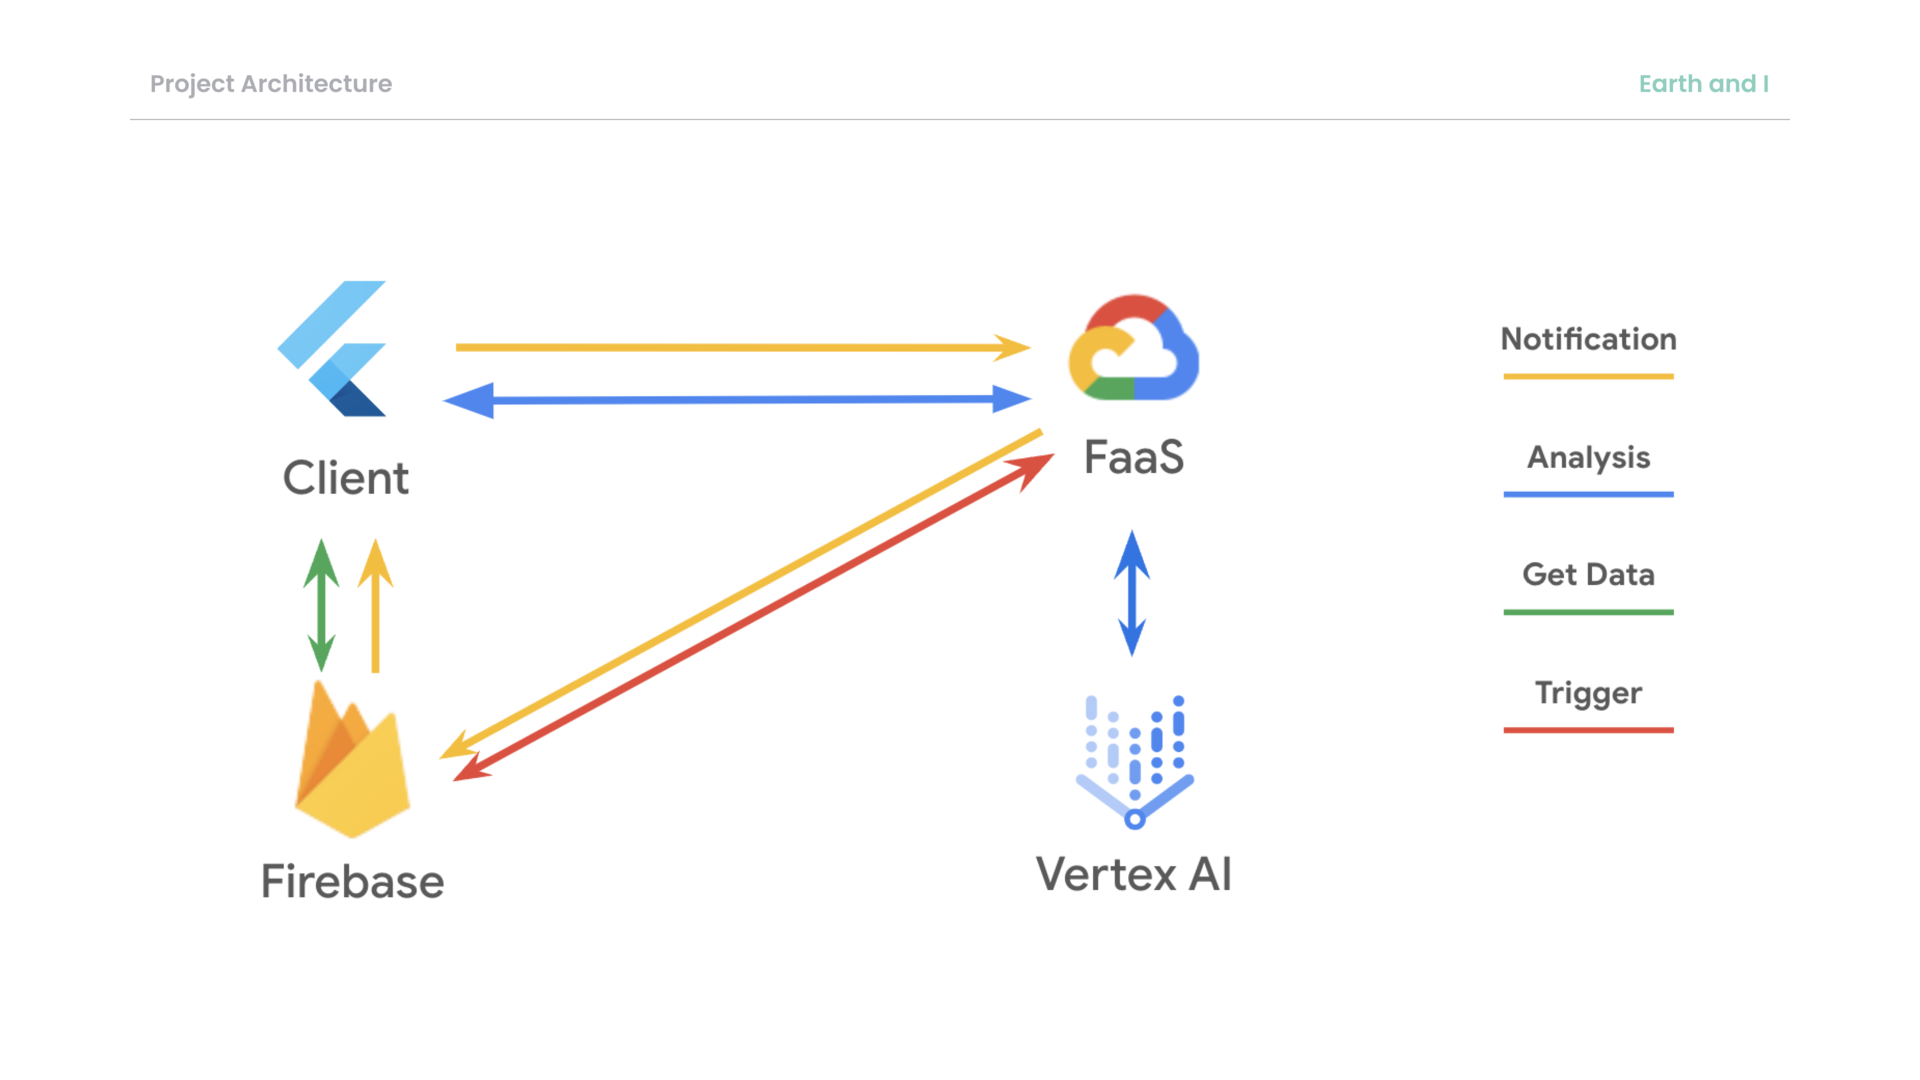 Project Architecture
Earth and I
Client
FaaS
Firebase
Vertex AI
Notification
Analysis
Get Data
Trigger